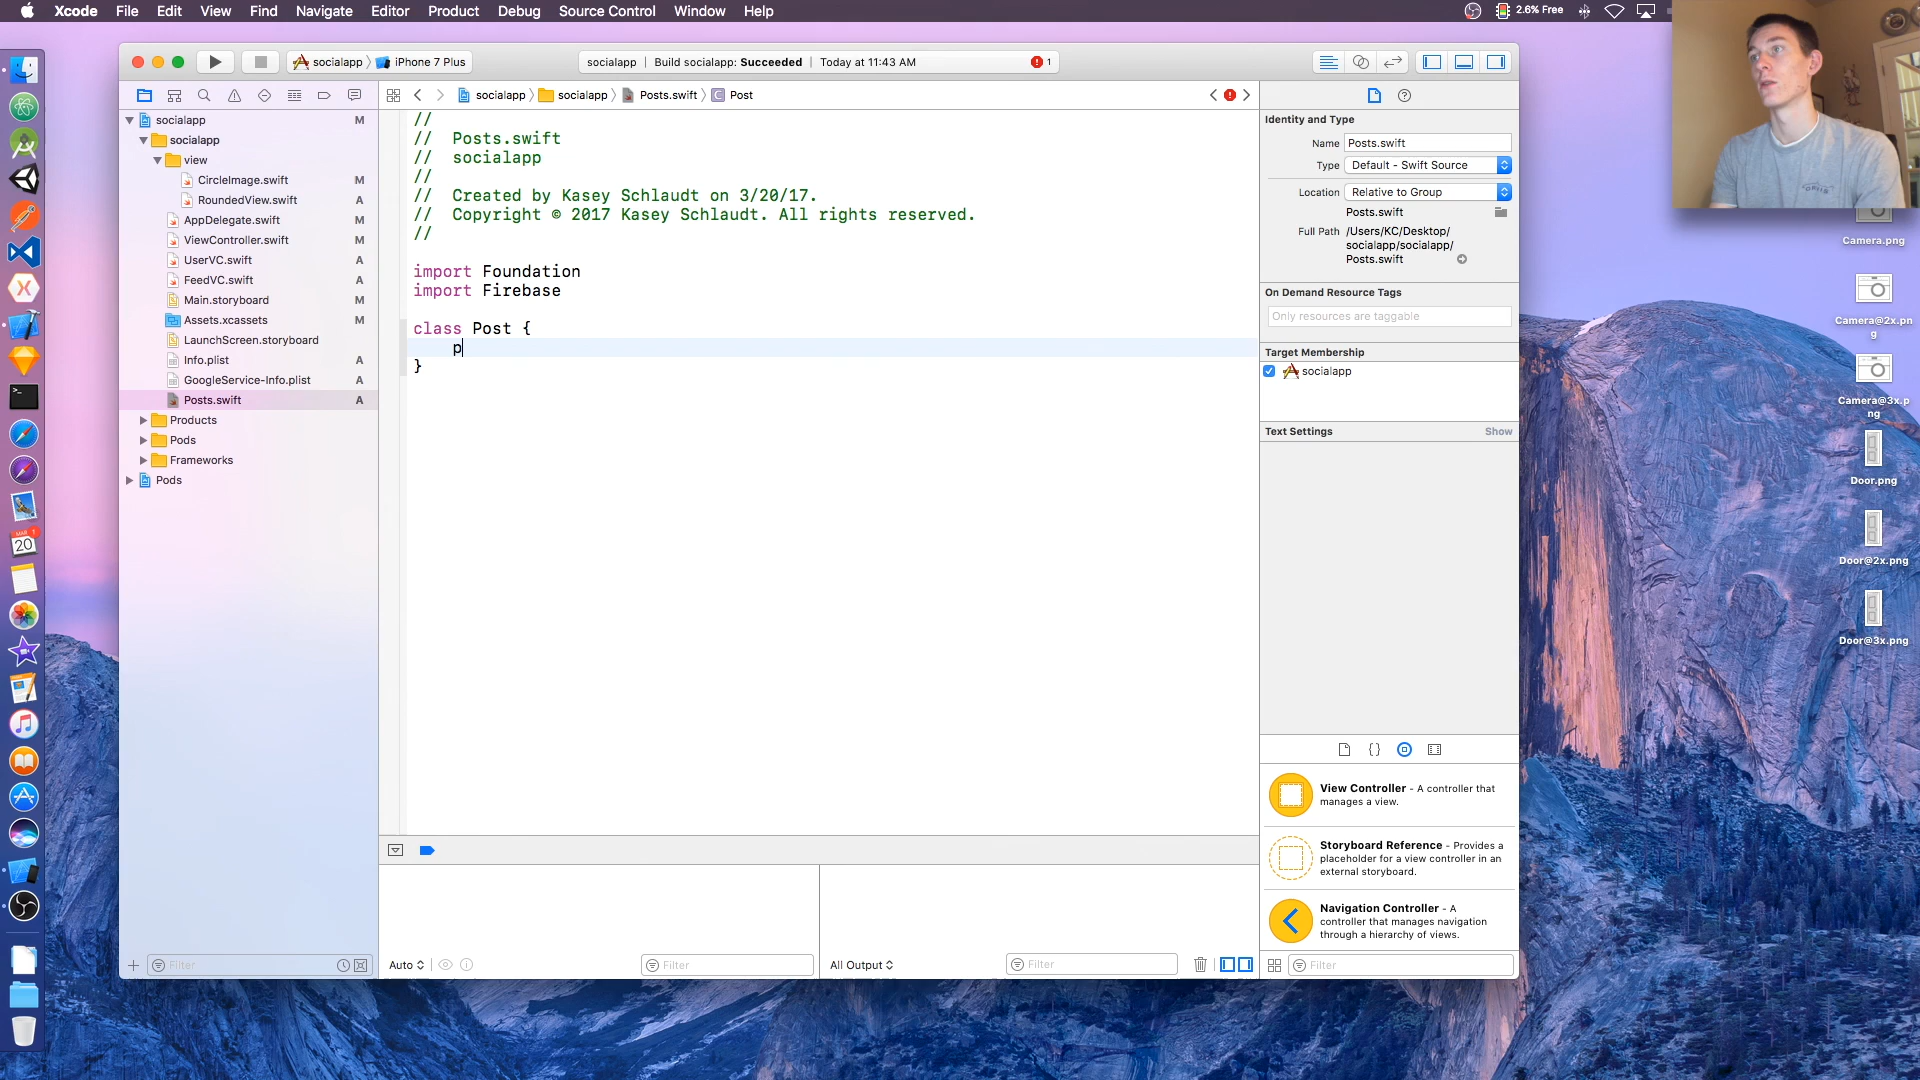 Xcode File Edit View Find Navigate Editor Product Debug Source Control Window Help 2.6% Free
socialapp iPhone 7 Plus socialapp | Build socialapp: Succeeded | Today at 11:43 AM 1
socialapp socialapp Posts.swift C Post
socialapp M
socialapp
view
CircleImage.swift M
RoundedView.swift A
AppDelegate.swift M
ViewController.swift M
UserVC.swift A
FeedVC.swift A
Main.storyboard M
Assets.xcassets M
LaunchScreen.storyboard
Info.plist A
GoogleService-Info.plist A
Posts.swift A
Products
Pods
Frameworks
Pods
Filter
//
// Posts.swift
// socialapp
//
// Created by Kasey Schlaudt on 3/20/17.
// Copyright © 2017 Kasey Schlaudt. All rights reserved.
//
import Foundation
import Firebase
class Post {
p
}
Auto Filter
All Output Filter
Identity and Type
Name Posts.swift
Type Default - Swift Source
Location Relative to Group
Posts.swift
Full Path /Users/KC/Desktop/
socialapp/socialapp/
Posts.swift
On Demand Resource Tags
Only resources are taggable
Target Membership
socialapp
Text Settings Show
{}
View Controller - A controller that
manages a view.
Storyboard Reference - Provides a
placeholder for a view controller in an
external storyboard.
Navigation Controller - A
controller that manages navigation
through a hierarchy of views.
Filter
Camera.png
Camera@2x.pn
g
Camera@3x.p
ng
Door.png
Door@2x.png
Door@3x.png
MAR 1
20